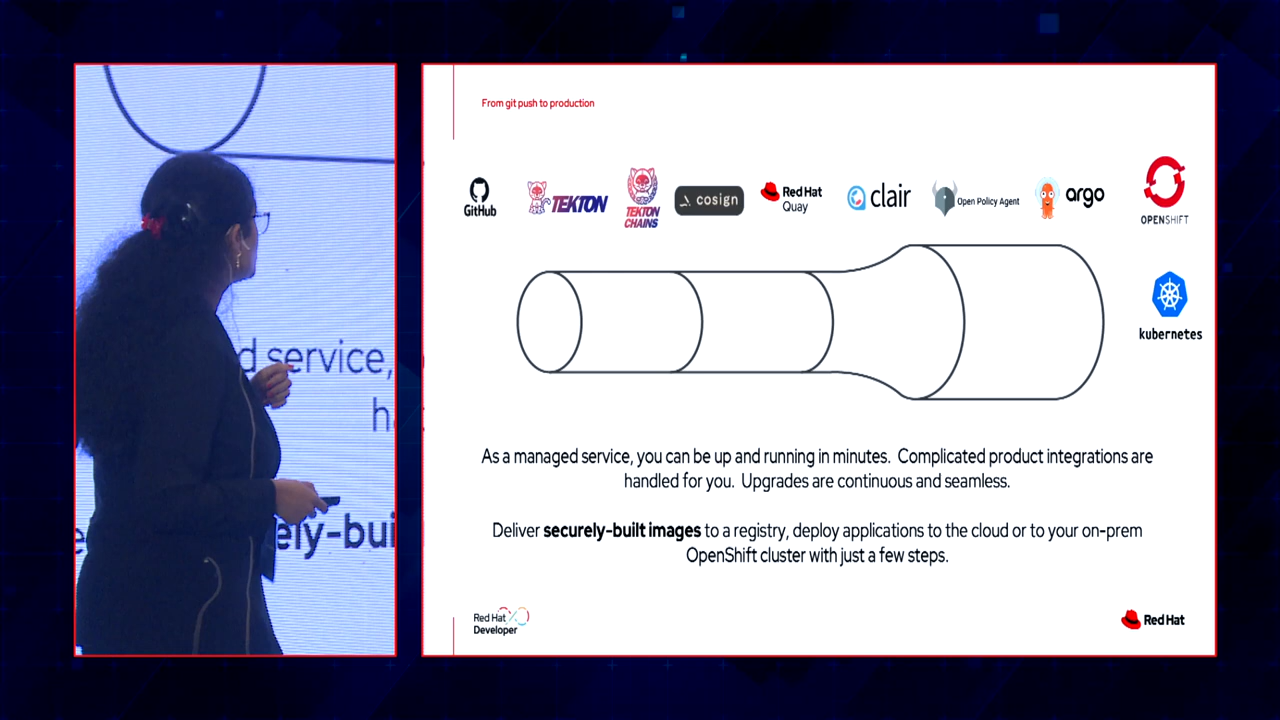 From git push to production
GitHub
TEKTON
TEKTON
CHAINS
cosign
Red Hat
Quay
clair
Open Policy Agent
argo
OPENSHIFT
kubernetes
As a managed service, you can be up and running in minutes. Complicated product integrations are
handled for you. Upgrades are continuous and seamless.
Deliver securely-built images to a registry, deploy applications to the cloud or to your on-prem
OpenShift cluster with just a few steps.
Red Hat
Developer
Red Hat
d service,
ha
ely-bui